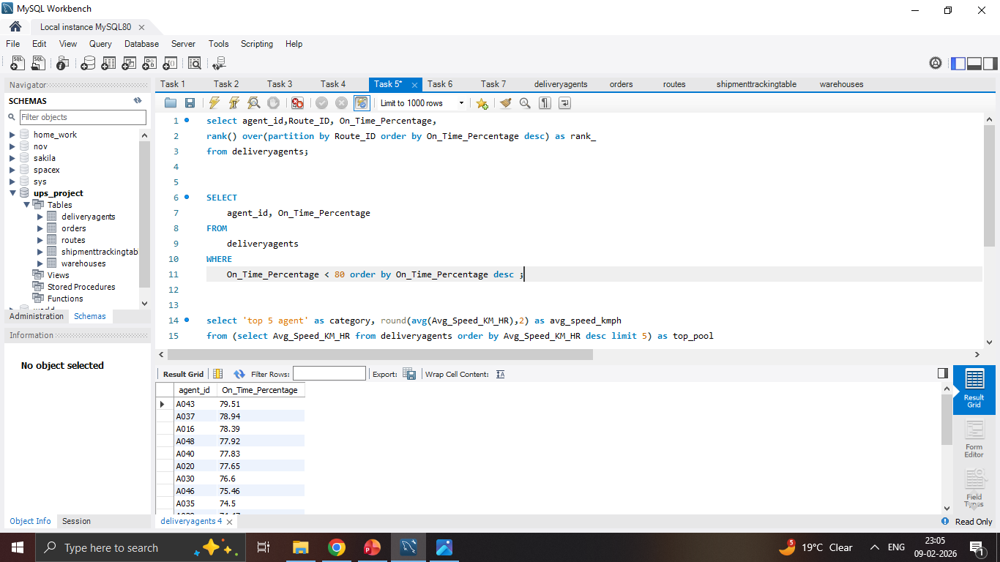 MySQL Workbench
Local instance MySQL80
File Edit View Query Database Server Tools Scripting Help
Navigator
SCHEMAS
Filter objects
home_work
nov
sakila
spacex
sys
ups_project
Tables
deliveryagents
orders
routes
shipmenttrackingtab
warehouses
Views
Stored Procedures
Functions
Administration Schemas
Information
No object selected
Object Info Session
Task 1 Task 2 Task 3 Task 4 Task 5* Task 6 Task 7 deliveryagents orders routes shipmenttrackingtable warehouses
Limit to 1000 rows
1 select agent_id,Route_ID, On_Time_Percentage,
2 rank() over(partition by Route_ID order by On_Time_Percentage desc) as rank_
3 from deliveryagents;
4
5
6 SELECT
7 agent_id, On_Time_Percentage
8 FROM
9 deliveryagents
10 WHERE
11 On_Time_Percentage < 80 order by On_Time_Percentage desc ;
12
13
14 select 'top 5 agent' as category, round(avg(Avg_Speed_KM_HR),2) as avg_speed_kmph
15 from (select Avg_Speed_KM_HR from deliveryagents order by Avg_Speed_KM_HR desc limit 5) as top_pool
Result Grid Filter Rows: Export: Wrap Cell Content:
agent_id On_Time_Percentage
A043 79.51
A037 78.94
A016 78.39
A048 77.92
A040 77.83
A020 77.65
A030 76.6
A046 75.46
A035 74.5
Result
Grid
Form
Editor
Field
Types
deliveryagents 4
Read Only
Type here to search
5
19°C Clear
ENG
23:05
09-02-2026
1